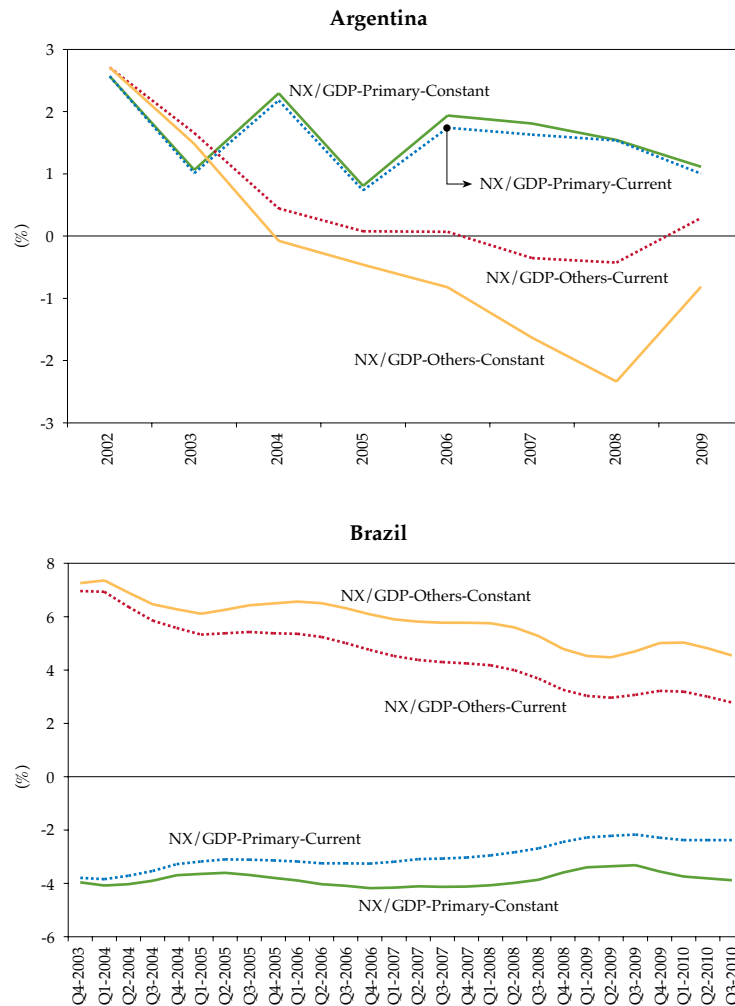 Argentina
3
2
1
0
-1
-2
-3
(%)
NX/GDP-Primary-Constant
NX/GDP-Primary-Current
NX/GDP-Others-Current
NX/GDP-Others-Constant
2002
2003
2004
2005
2006
2007
2008
2009
Brazil
8
6
4
2
0
-2
-4
-6
(%)
NX/GDP-Others-Constant
NX/GDP-Others-Current
NX/GDP-Primary-Current
NX/GDP-Primary-Constant
Q4-2003
Q1-2004
Q2-2004
Q3-2004
Q4-2004
Q1-2005
Q2-2005
Q3-2005
Q4-2005
Q1-2006
Q2-2006
Q3-2006
Q4-2006
Q1-2007
Q2-2007
Q3-2007
Q4-2007
Q1-2008
Q2-2008
Q3-2008
Q4-2008
Q1-2009
Q2-2009
Q3-2009
Q4-2009
Q1-2010
Q2-2010
Q3-2010